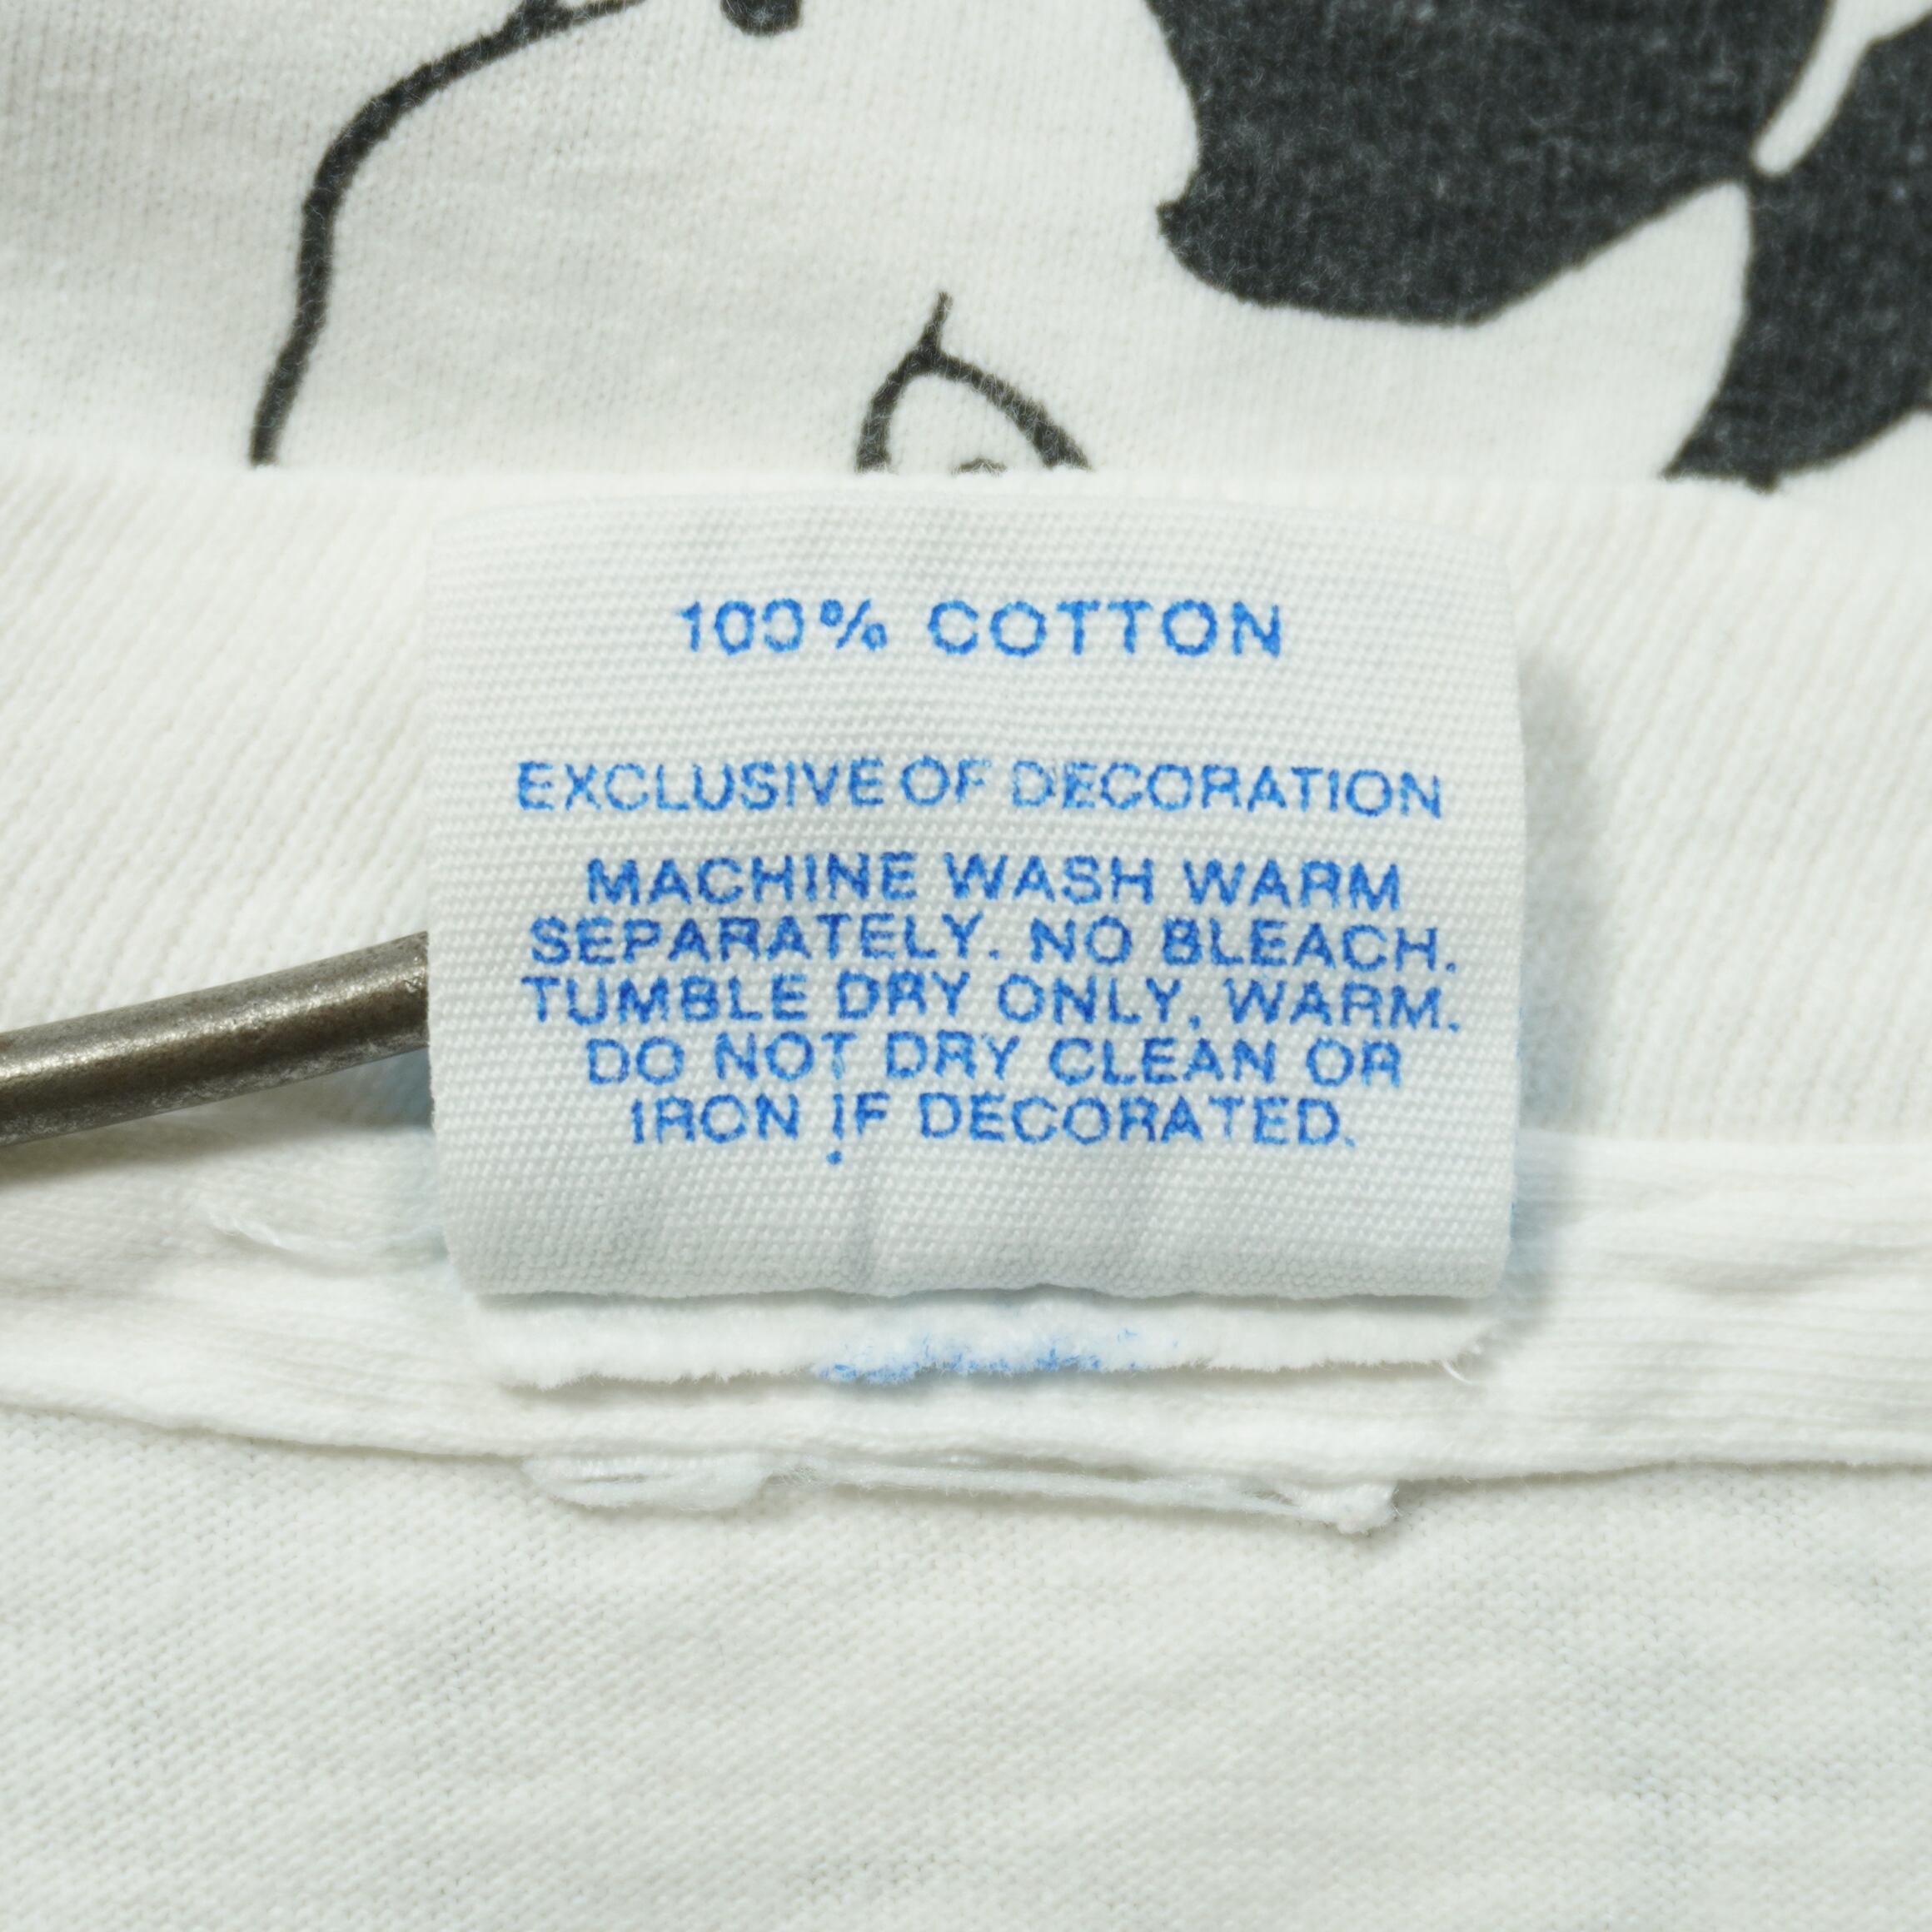 100% COTTON
EXCLUSIVE OF DECORATION
MACHINE WASH WARM
SEPARATELY. NO BLEACH.
TUMBLE DRY ONLY, WARM.
DO NOT DRY CLEAN OR
IRON IF DECORATED.